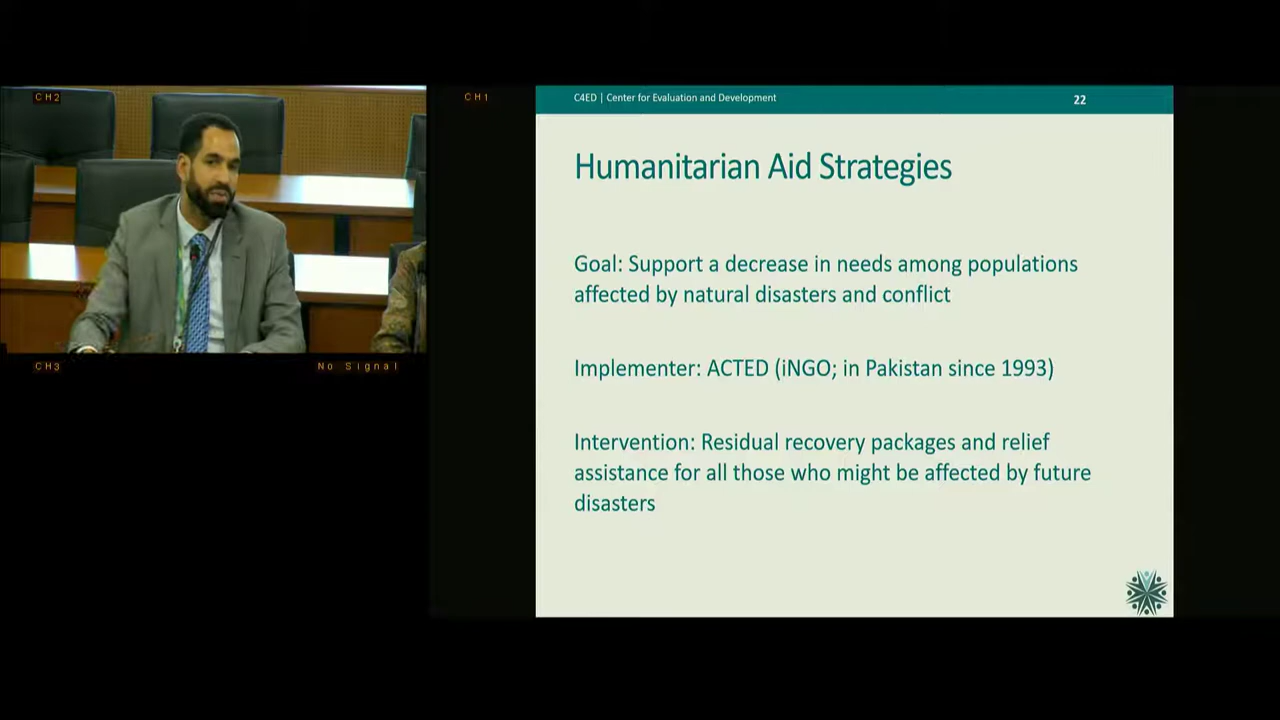 CH2
CH1
C4ED | Center for Evaluation and Development
22
Humanitarian Aid Strategies
Goal: Support a decrease in needs among populations
affected by natural disasters and conflict
Implementer: ACTED (iNGO; in Pakistan since 1993)
Intervention: Residual recovery packages and relief
assistance for all those who might be affected by future
disasters
CH3
No Signal